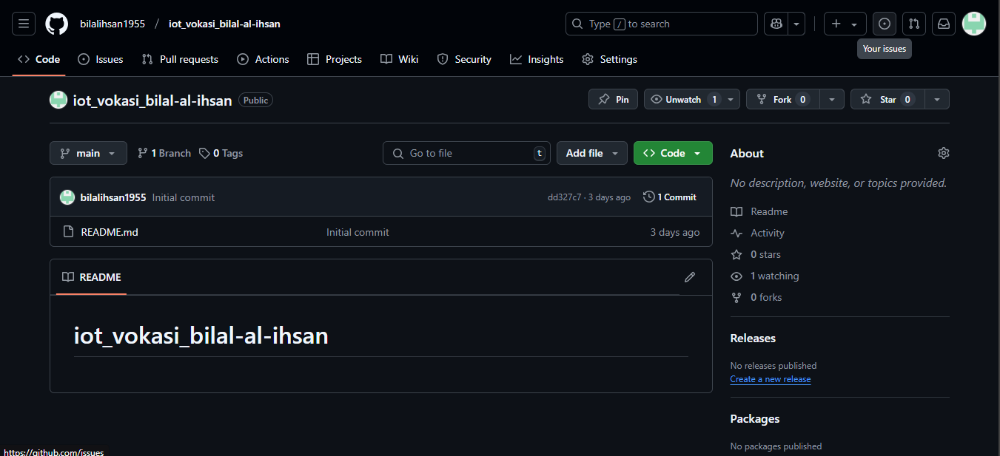 bilalihsan1955 / iot_vokasi_bilal-al-ihsan
Type / to search
Your issues
Code Issues Pull requests Actions Projects Wiki Security Insights Settings
iot_vokasi_bilal-al-ihsan Public
Pin Unwatch 1 Fork 0 Star 0
main 1 Branch 0 Tags
Go to file t Add file Code
bilalihsan1955 Initial commit dd327c7 · 3 days ago 1 Commit
README.md Initial commit 3 days ago
README
iot_vokasi_bilal-al-ihsan
About
No description, website, or topics provided.
Readme
Activity
0 stars
1 watching
0 forks
Releases
No releases published
Create a new release
Packages
No packages published
https://github.com/issues